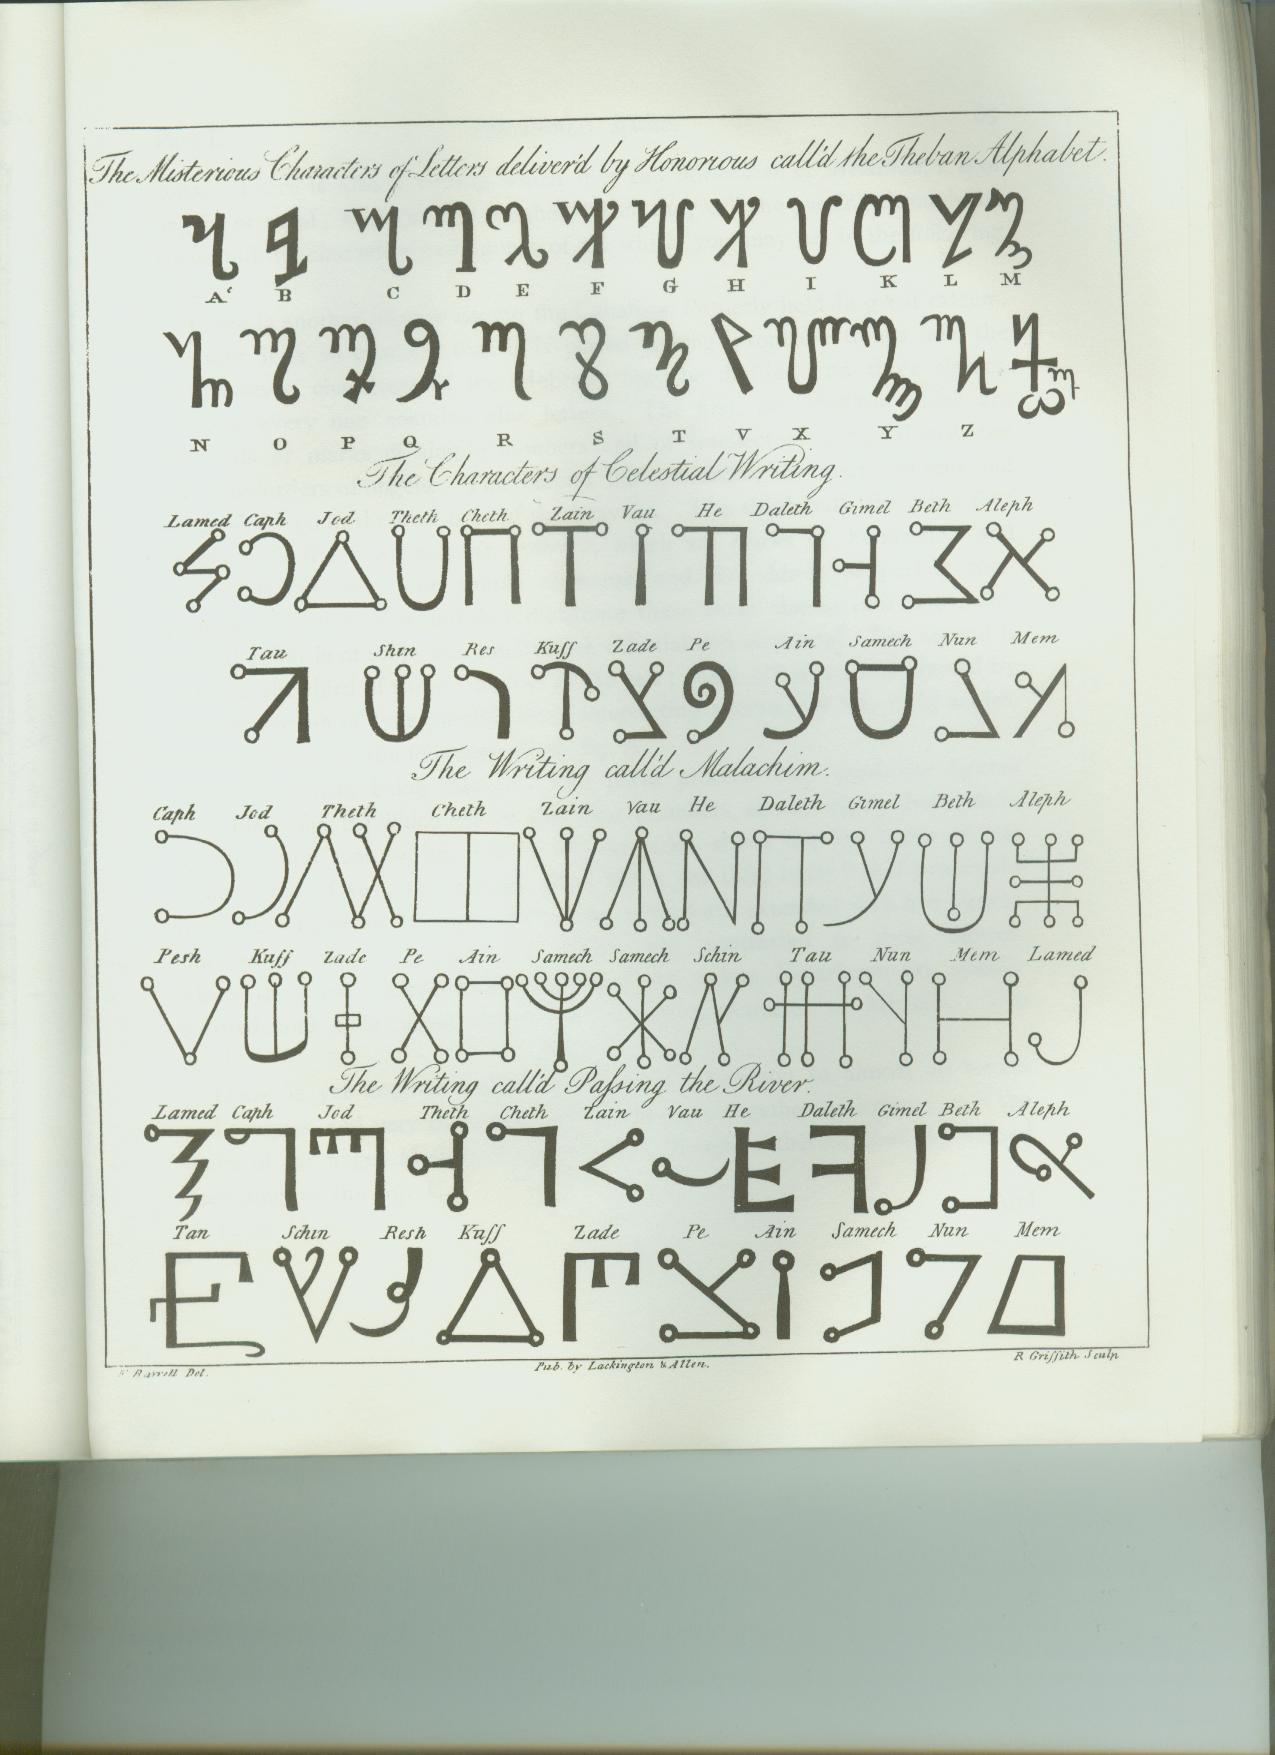 The Misterious Characters of Letters deliver'd by Honorious call'd the Theban Alphabet.
A B C D E F G H I K L M
N O P Q R S T V X Y Z
The Characters of Celestial Writing.
Lamed Caph Jod Theth Cheth Zain Vau He Daleth Gimel Beth Aleph
Tau Shin Res Kuff Zade Pe Ain Samech Nun Mem
The Writing call'd Malachim.
Caph Jod Theth Cheth Zain Vau He Daleth Gimel Beth Aleph
Pesh Kuff Zade Pe Ain Samech Samech Schin Tau Nun Mem Lamed
The Writing call'd Passing the River.
Lamed Caph Jod Theth Cheth Zain Vau He Daleth Gimel Beth Aleph
Tan Schin Resh Kuff Zade Pe Ain Samech Nun Mem
Barrett Del.
Pub. by Lackington & Allen.
R Griffith Sculp